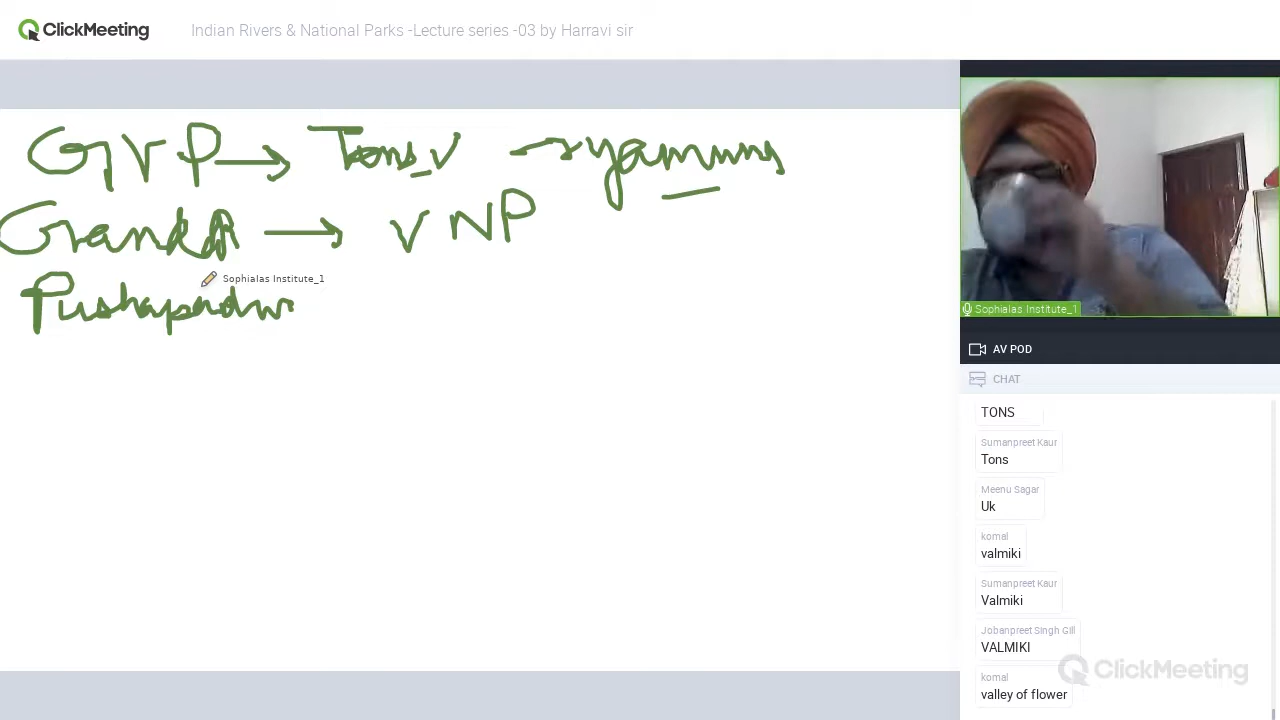 ClickMeeting
Indian Rivers & National Parks -Lecture series -03 by Harravi sir
GVP → Tons
Gandak → VNP
Sophialas Institute_1
Sophialas Institute_1
AV POD
CHAT
TONS
Sumanpreet Kaur
Tons
Meenu Sagar
Uk
komal
valmiki
Sumanpreet Kaur
Valmiki
Jobanpreet Singh Gill
VALMIKI
komal
valley of flower
ClickMeeting